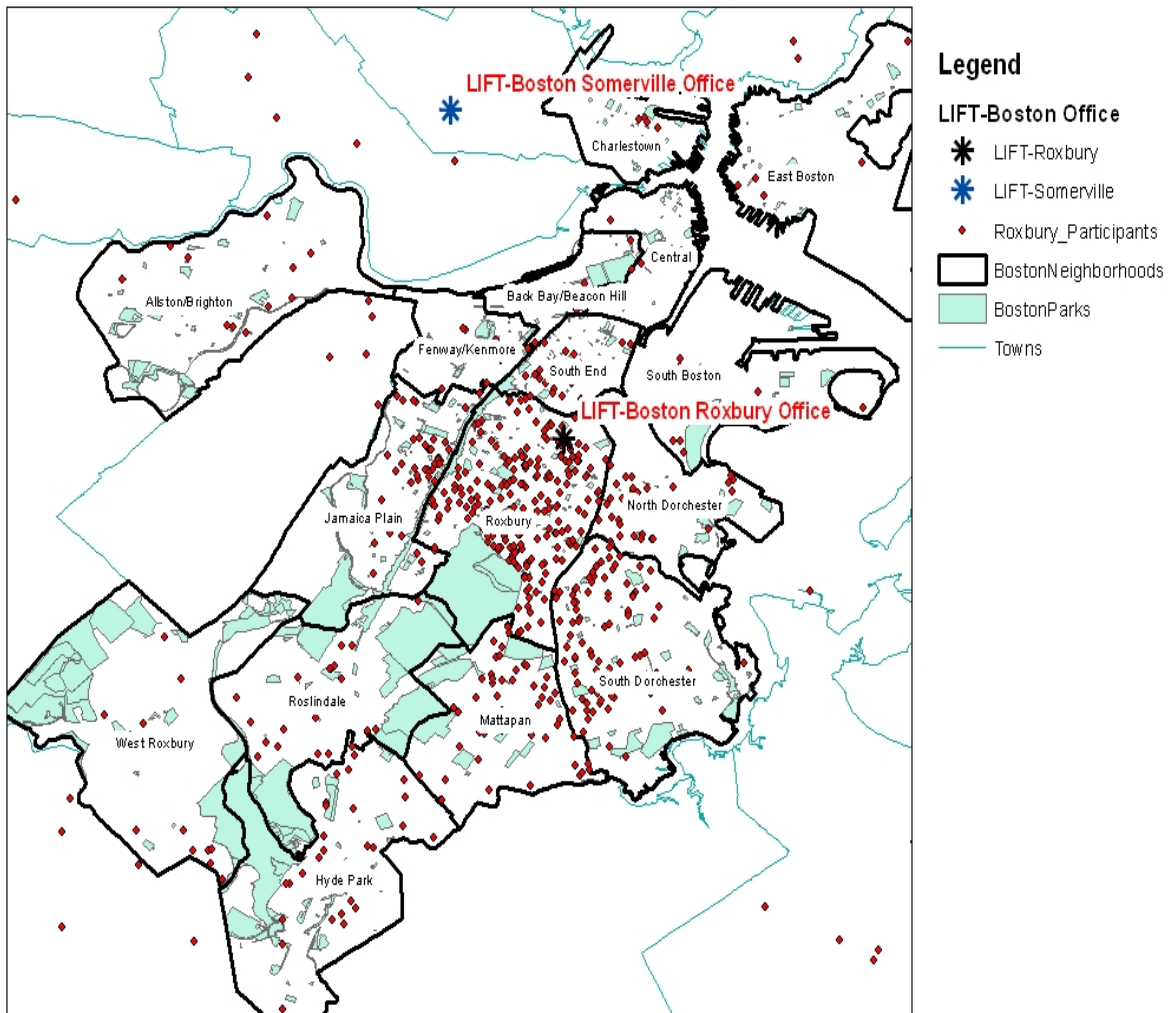 LIFT-Boston Somerville Office
Charlestown
East Boston
Central
Allston/Brighton
Back Bay/Beacon Hill
Fenway/Kenmore
South End
South Boston
LIFT-Boston Roxbury Office
Jamaica Plain
Roxbury
North Dorchester
Roslindale
South Dorchester
Mattapan
West Roxbury
Hyde Park
Legend
LIFT-Boston Office
LIFT-Roxbury
LIFT-Somerville
Roxbury_Participants
BostonNeighborhoods
BostonParks
Towns